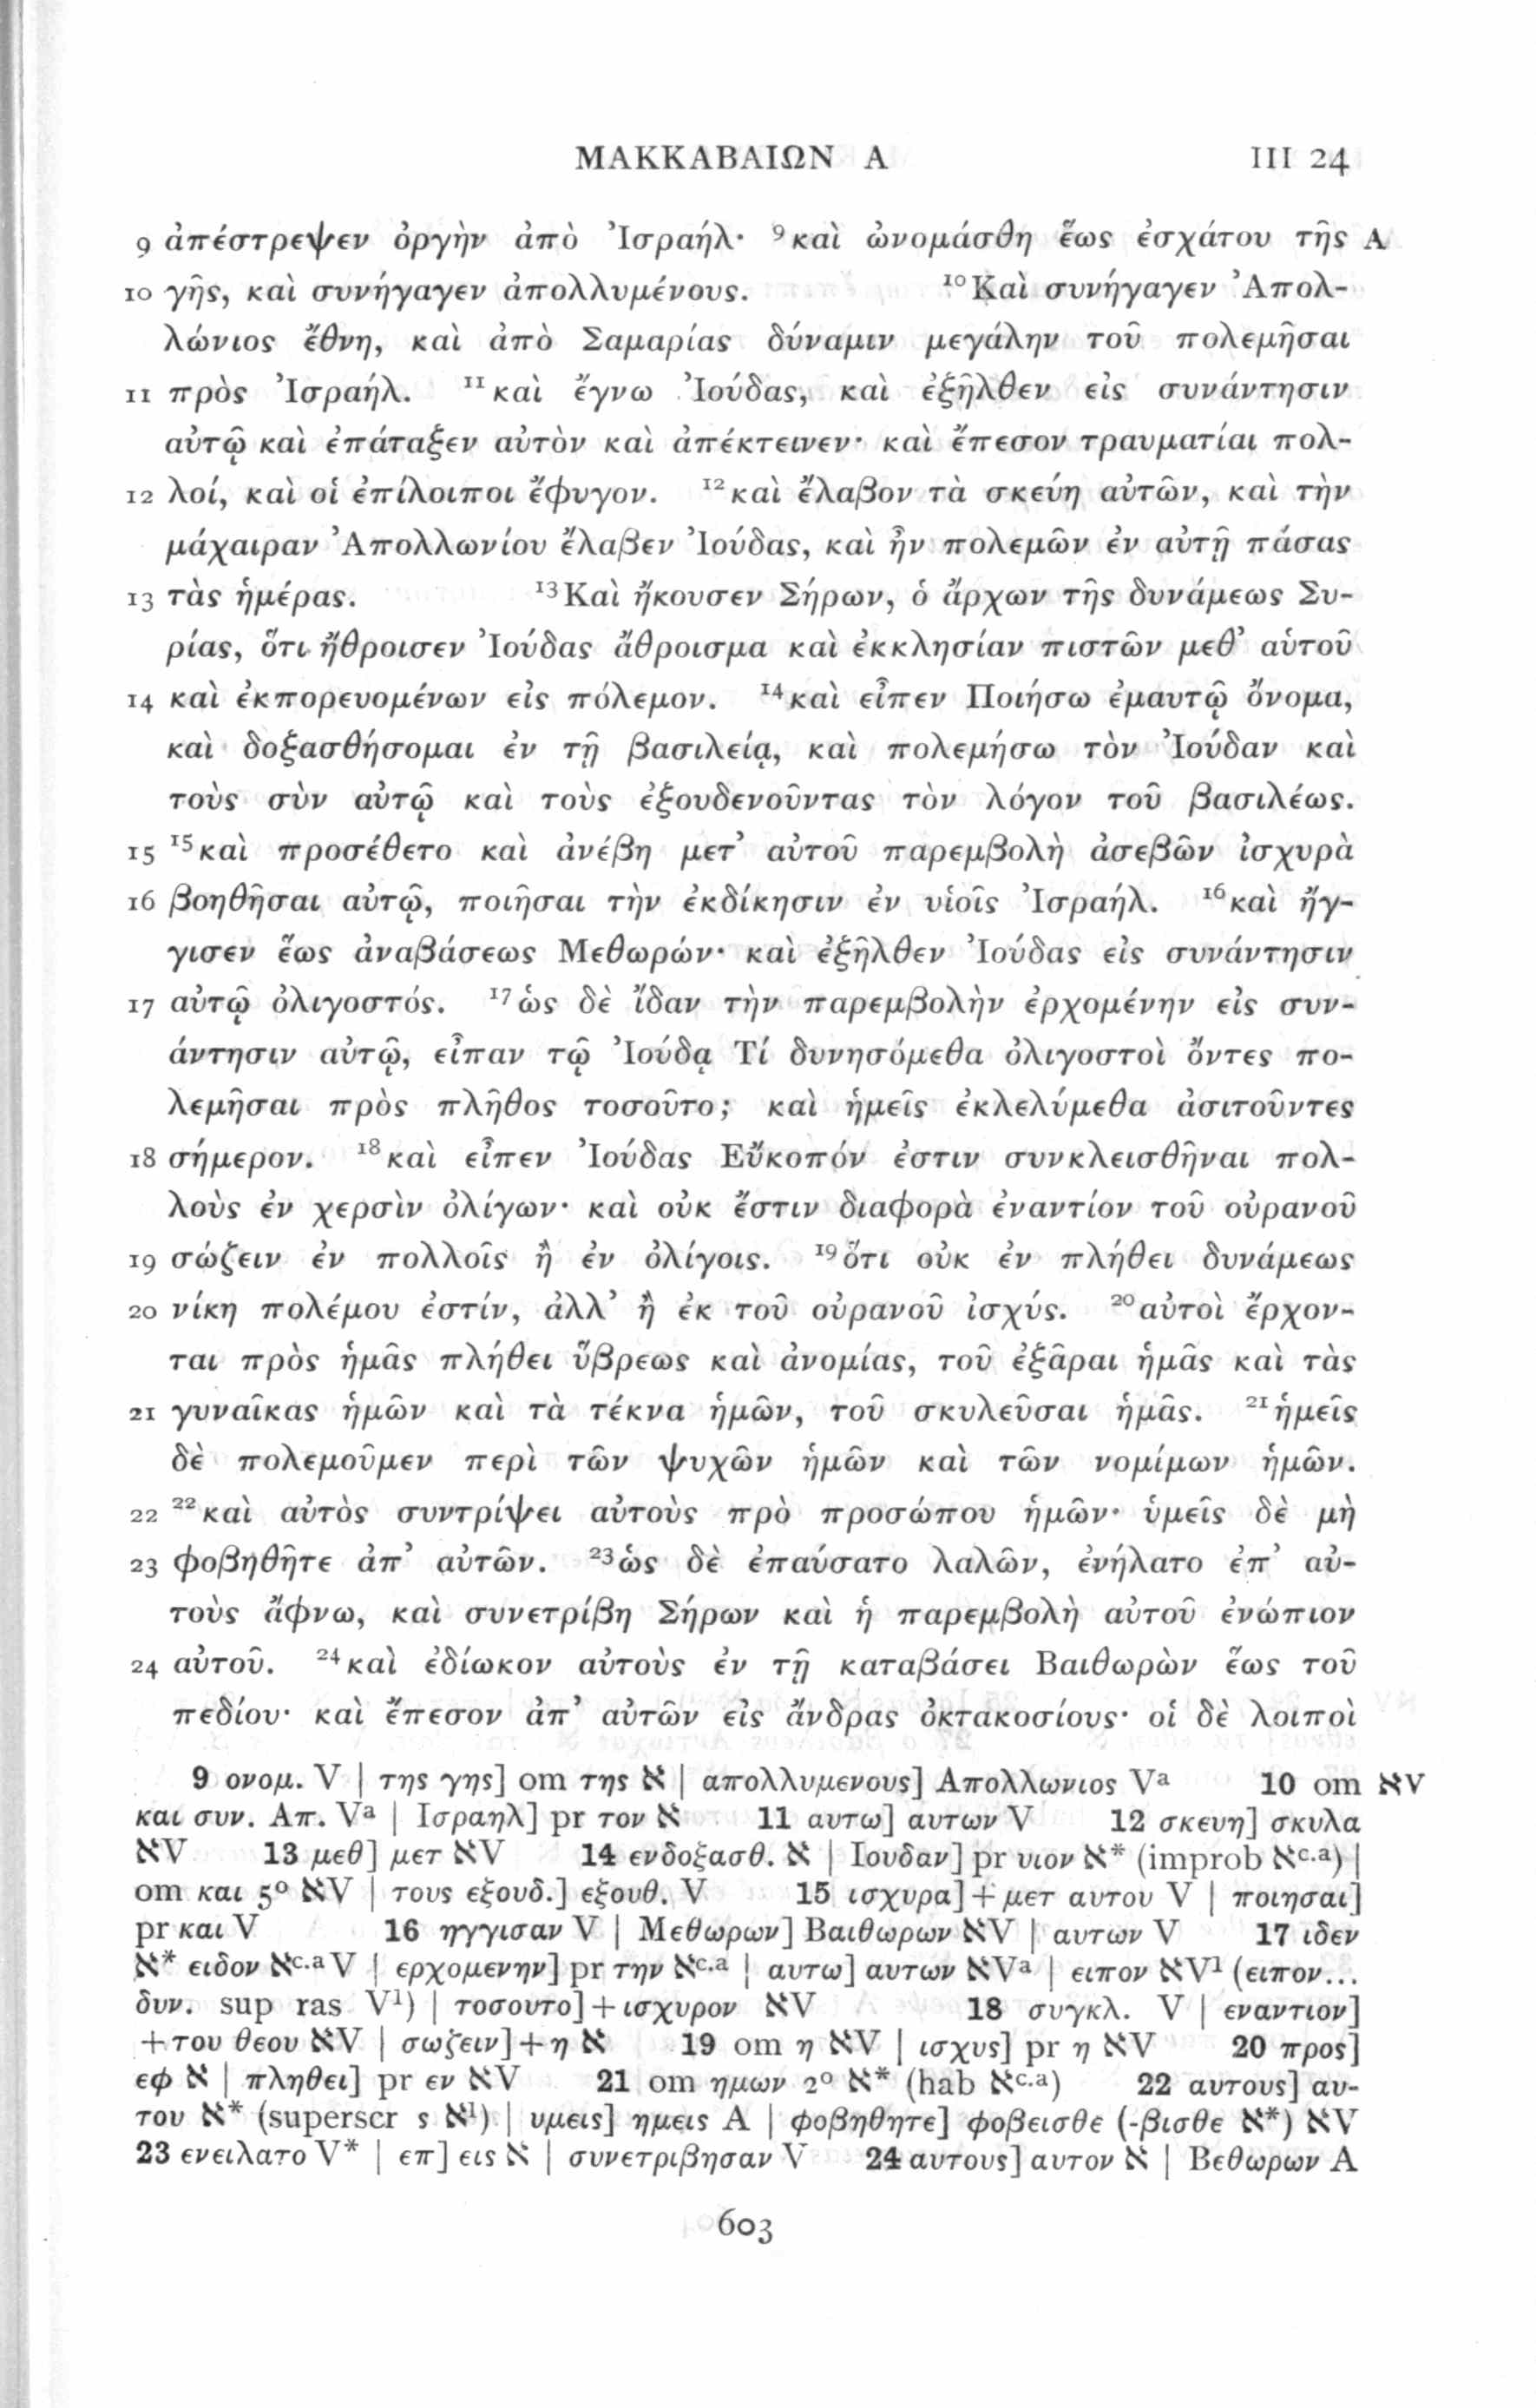 ΜΑΚΚΑΒΑΙΩΝ Α III 24
9 ἀπέστρεψεν ὀργὴν ἀπὸ Ἰσραήλ· ⁹καὶ ὠνομάσθη ἕως ἐσχάτου τῆς A
10 γῆς, καὶ συνήγαγεν ἀπολλυμένους. ¹⁰Καὶ συνήγαγεν Ἀπολ-
λώνιος ἔθνη, καὶ ἀπὸ Σαμαρίας δύναμιν μεγάλην τοῦ πολεμῆσαι
11 πρὸς Ἰσραήλ. ¹¹καὶ ἔγνω Ἰούδας, καὶ ἐξῆλθεν εἰς συνάντησιν
αὐτῷ καὶ ἐπάταξεν αὐτὸν καὶ ἀπέκτεινεν· καὶ ἔπεσον τραυματίαι πολ-
12 λοί, καὶ οἱ ἐπίλοιποι ἔφυγον. ¹²καὶ ἔλαβον τὰ σκεύη αὐτῶν, καὶ τὴν
μάχαιραν Ἀπολλωνίου ἔλαβεν Ἰούδας, καὶ ἦν πολεμῶν ἐν αὐτῇ πάσας
13 τὰς ἡμέρας. ¹³Καὶ ἤκουσεν Σήρων, ὁ ἄρχων τῆς δυνάμεως Συ-
ρίας, ὅτι ἤθροισεν Ἰούδας ἄθροισμα καὶ ἐκκλησίαν πιστῶν μεθ’ αὑτοῦ
14 καὶ ἐκπορευομένων εἰς πόλεμον. ¹⁴καὶ εἶπεν Ποιήσω ἐμαυτῷ ὄνομα,
καὶ δοξασθήσομαι ἐν τῇ βασιλείᾳ, καὶ πολεμήσω τὸν Ἰούδαν καὶ
τοὺς σὺν αὐτῷ καὶ τοὺς ἐξουδενοῦντας τὸν λόγον τοῦ βασιλέως.
15 ¹⁵καὶ προσέθετο καὶ ἀνέβη μετ’ αὐτοῦ παρεμβολὴ ἀσεβῶν ἰσχυρὰ
16 βοηθῆσαι αὐτῷ, ποιῆσαι τὴν ἐκδίκησιν ἐν υἱοῖς Ἰσραήλ. ¹⁶καὶ ἤγ-
γισεν ἕως ἀναβάσεως Μεθωρών· καὶ ἐξῆλθεν Ἰούδας εἰς συνάντησιν
17 αὐτῷ ὀλιγοστός. ¹⁷ὡς δὲ ἴδαν τὴν παρεμβολὴν ἐρχομένην εἰς συν-
άντησιν αὐτῷ, εἶπαν τῷ Ἰούδᾳ Τί δυνησόμεθα ὀλιγοστοὶ ὄντες πο-
λεμῆσαι πρὸς πλῆθος τοσοῦτο; καὶ ἡμεῖς ἐκλελύμεθα ἀσιτοῦντες
18 σήμερον. ¹⁸καὶ εἶπεν Ἰούδας Εὔκοπόν ἐστιν συνκλεισθῆναι πολ-
λοὺς ἐν χερσὶν ὀλίγων· καὶ οὐκ ἔστιν διαφορὰ ἐναντίον τοῦ οὐρανοῦ
19 σώζειν ἐν πολλοῖς ἢ ἐν ὀλίγοις. ¹⁹ὅτι οὐκ ἐν πλήθει δυνάμεως
20 νίκη πολέμου ἐστίν, ἀλλ’ ἢ ἐκ τοῦ οὐρανοῦ ἰσχύς. ²⁰αὐτοὶ ἔρχον-
ται πρὸς ἡμᾶς πλήθει ὕβρεως καὶ ἀνομίας, τοῦ ἐξᾶραι ἡμᾶς καὶ τὰς
21 γυναῖκας ἡμῶν καὶ τὰ τέκνα ἡμῶν, τοῦ σκυλεῦσαι ἡμᾶς. ²¹ἡμεῖς
δὲ πολεμοῦμεν περὶ τῶν ψυχῶν ἡμῶν καὶ τῶν νομίμων ἡμῶν.
22 ²²καὶ αὐτὸς συντρίψει αὐτοὺς πρὸ προσώπου ἡμῶν· ὑμεῖς δὲ μὴ
23 φοβηθῆτε ἀπ’ αὐτῶν. ²³ὡς δὲ ἐπαύσατο λαλῶν, ἐνήλατο ἐπ’ αὐ-
τοὺς ἄφνω, καὶ συνετρίβη Σήρων καὶ ἡ παρεμβολὴ αὐτοῦ ἐνώπιον
24 αὐτοῦ. ²⁴καὶ ἐδίωκον αὐτοὺς ἐν τῇ καταβάσει Βαιθωρὼν ἕως τοῦ
πεδίου· καὶ ἔπεσον ἀπ’ αὐτῶν εἰς ἄνδρας ὀκτακοσίους· οἱ δὲ λοιποὶ
9 ονομ. V | της γης] om της א | απολλυμενους] Απολλωνιος Vᵃ 10 om אV
και συν. Απ. Vᵃ | Ισραηλ] pr τον א 11 αυτω] αυτων V 12 σκευη] σκυλα
אV 13 μεθ] μετ אV 14 ενδοξασθ. א | Ιουδαν] pr υιον א* (improb אᶜ·ᵃ) |
om και 5° אV | τους εξουδ.] εξουθ. V 15 ισχυρα] + μετ αυτου V | ποιησαι]
pr και V 16 ηγγισαν V | Μεθωρων] Βαιθωρων אV | αυτων V 17 ιδεν
א* ειδον אᶜ·ᵃ V | ερχομενην] pr την אᶜ·ᵃ | αυτω] αυτων אVᵃ | ειπον אV¹ (ειπον...
δυν. sup ras V¹) | τοσουτο] + ισχυρον אV 18 συγκλ. V | εναντιον]
+ του θεου אV | σωζειν] + η א 19 om η אV | ισχυς] pr η אV 20 προς]
εφ א | πληθει] pr εν אV 21 om ημων 2° א* (hab אᶜ·ᵃ) 22 αυτους] αυ-
του א* (superscr s א¹) | υμεις] ημεις A | φοβηθητε] φοβεισθε (-βισθε א*) אV
23 ενειλατο V* | επ] εις א | συνετριβησαν V 24 αυτους] αυτον א | Βεθωρων A
603